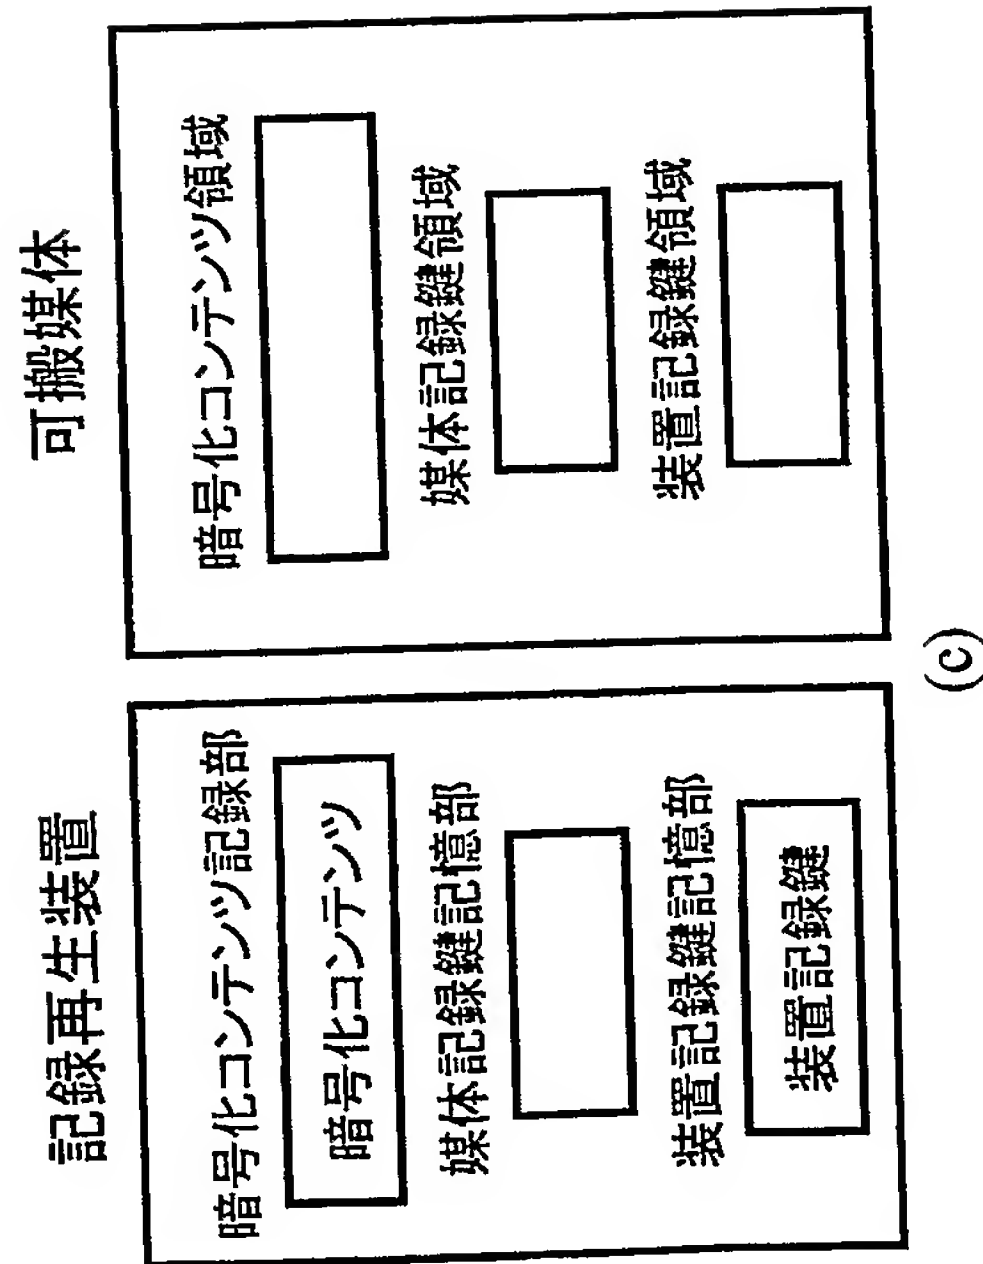 記録再生装置
暗号化コンテンツ記録部
暗号化コンテンツ
媒体記録鍵記憶部
装置記録鍵記憶部
装置記録鍵
可搬媒体
暗号化コンテンツ領域
媒体記録鍵領域
装置記録鍵領域
(c)